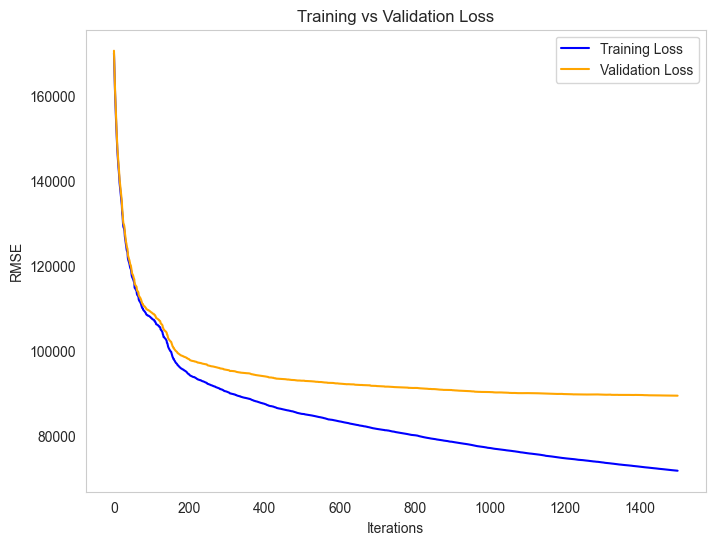 Training vs Validation Loss
Training Loss
Validation Loss
RMSE
160000
140000
120000
100000
80000
0 200 400 600 800 1000 1200 1400
Iterations